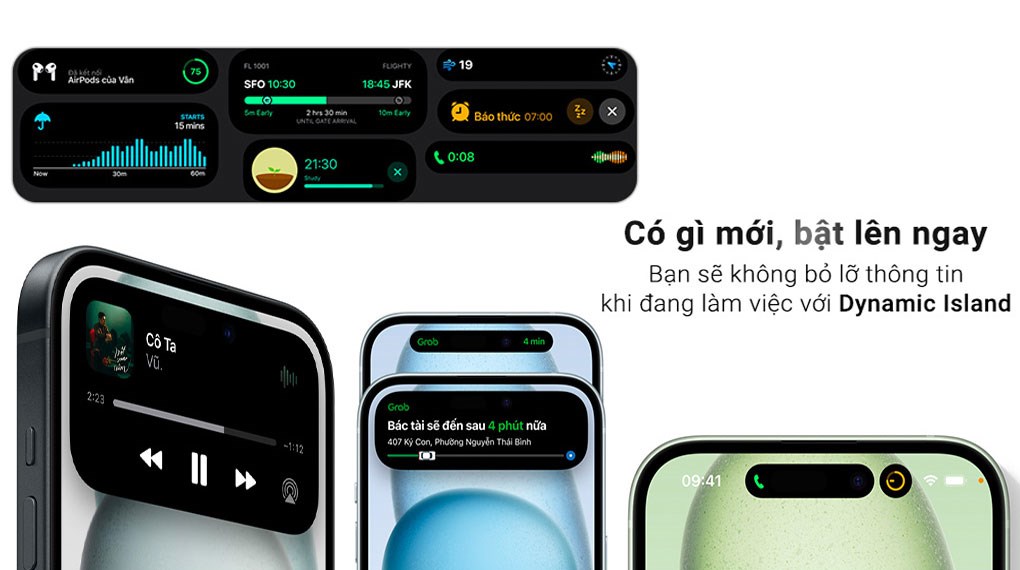 Đã kết nối
AirPods của Vân
75
STARTS
15 mins
Now 30m 60m
FL 1001 FLIGHTY
SFO 10:30 18:45 JFK
5m Early 2 hrs 30 min 10m Early
UNTIL GATE ARRIVAL
21:30
Study
19
Báo thức 07:00
zzz
0:08
Có gì mới, bật lên ngay
Bạn sẽ không bỏ lỡ thông tin
khi đang làm việc với Dynamic Island
Cô Ta
Vũ.
2:23 -1:12
Grab 4 min
Grab
Bác tài sẽ đến sau 4 phút nữa
407 Ký Con, Phường Nguyễn Thái Bình
09:41